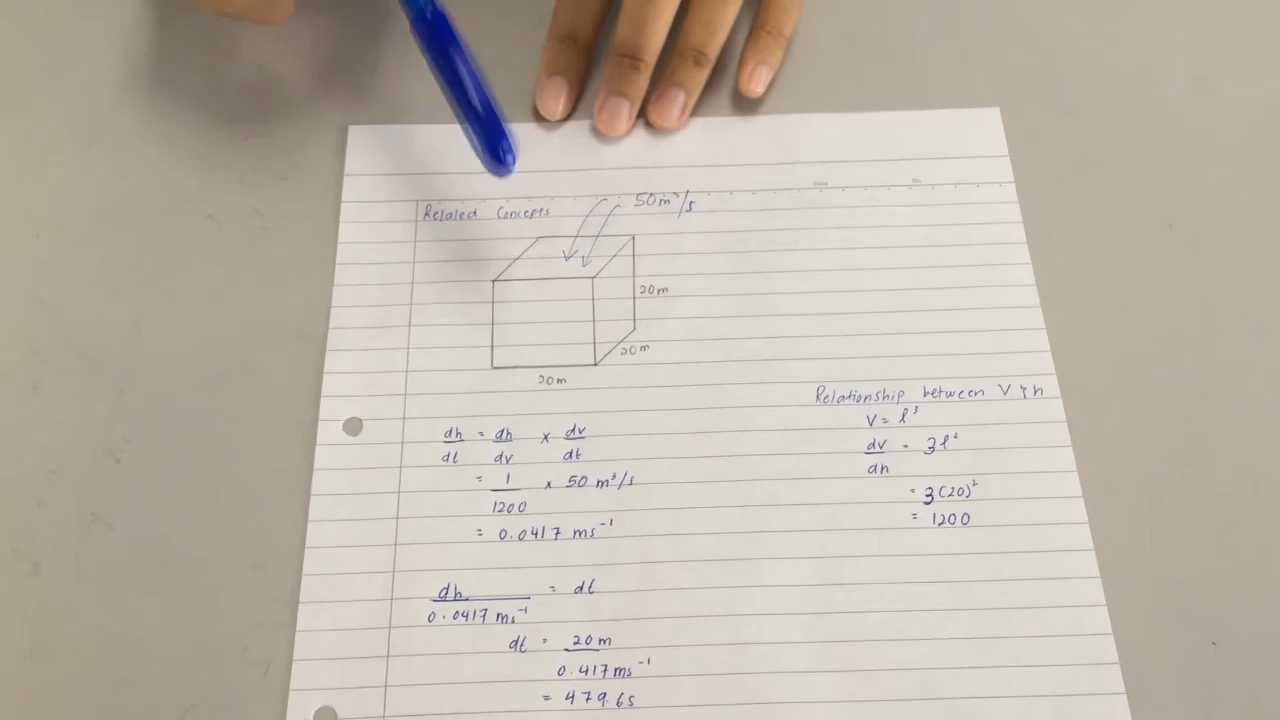 Related Concepts
50m³/s
20m
20m
20m
Relationship between V & h
V = l³
dv/dh = 3l²
= 3(20)²
= 1200
dh/dt = dh/dv × dv/dt
= 1/1200 × 50 m³/s
= 0.0417 ms⁻¹
dh/0.0417 ms⁻¹ = dt
dt = 20m/0.417ms⁻¹
= 479.6s